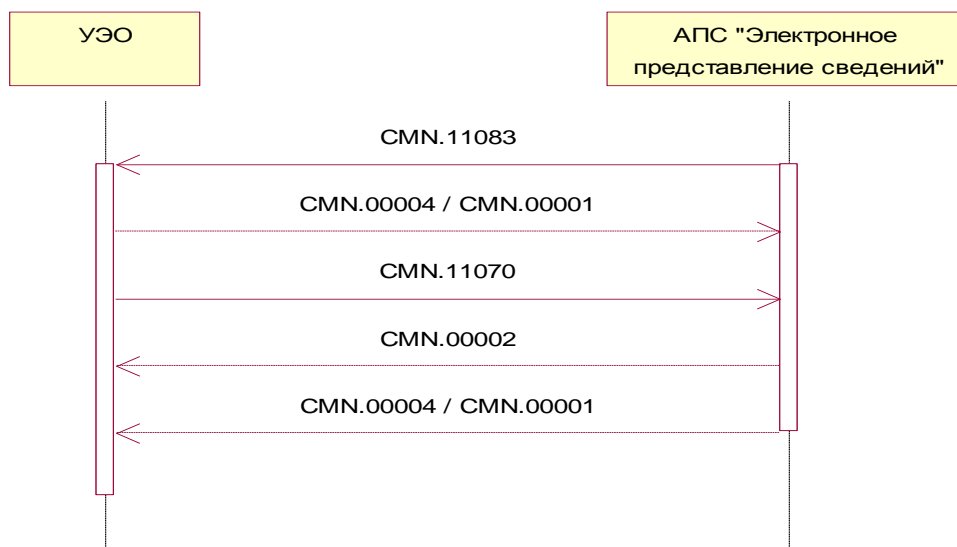 УЭО
АПС "Электронное
представление сведений"
CMN.11083
CMN.00004 / CMN.00001
CMN.11070
CMN.00002
CMN.00004 / CMN.00001